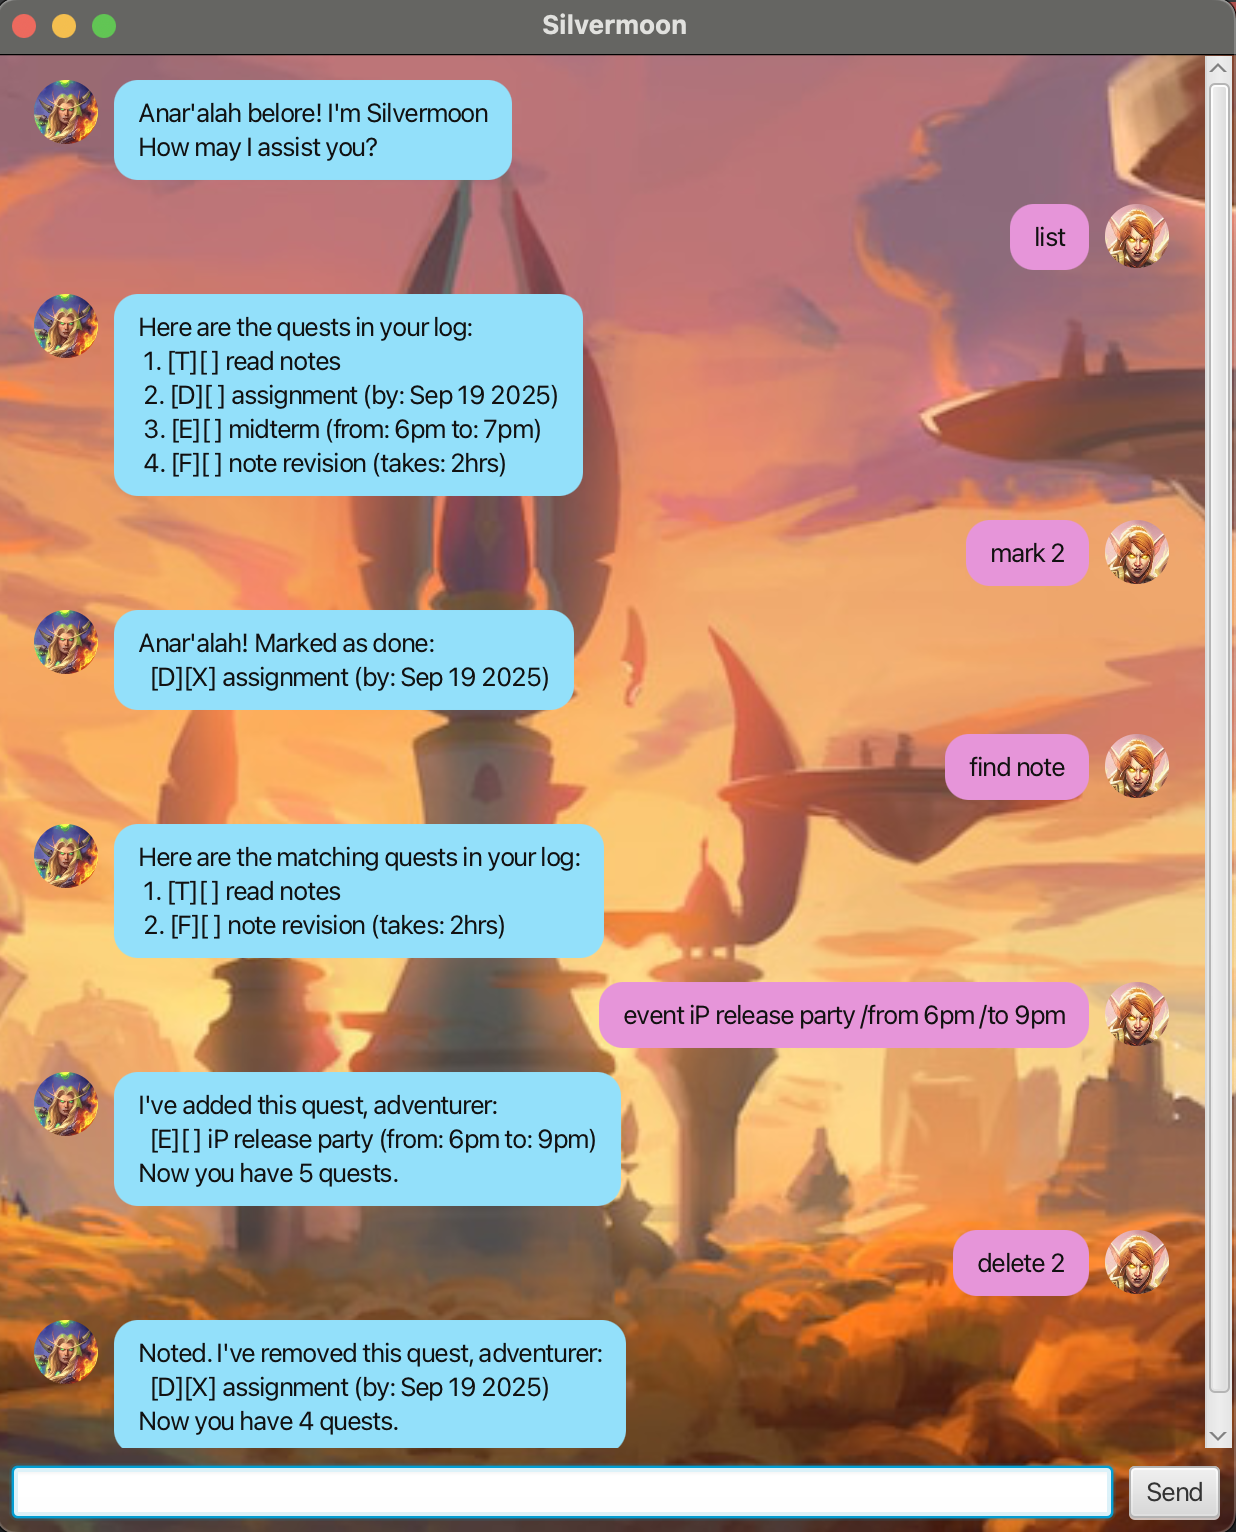 Silvermoon
Anar'alah belore! I'm Silvermoon
How may I assist you?
list
Here are the quests in your log:
1. [T][ ] read notes
2. [D][ ] assignment (by: Sep 19 2025)
3. [E][ ] midterm (from: 6pm to: 7pm)
4. [F][ ] note revision (takes: 2hrs)
mark 2
Anar'alah! Marked as done:
[D][X] assignment (by: Sep 19 2025)
find note
Here are the matching quests in your log:
1. [T][ ] read notes
2. [F][ ] note revision (takes: 2hrs)
event iP release party /from 6pm /to 9pm
I've added this quest, adventurer:
[E][ ] iP release party (from: 6pm to: 9pm)
Now you have 5 quests.
delete 2
Noted. I've removed this quest, adventurer:
[D][X] assignment (by: Sep 19 2025)
Now you have 4 quests.
Send